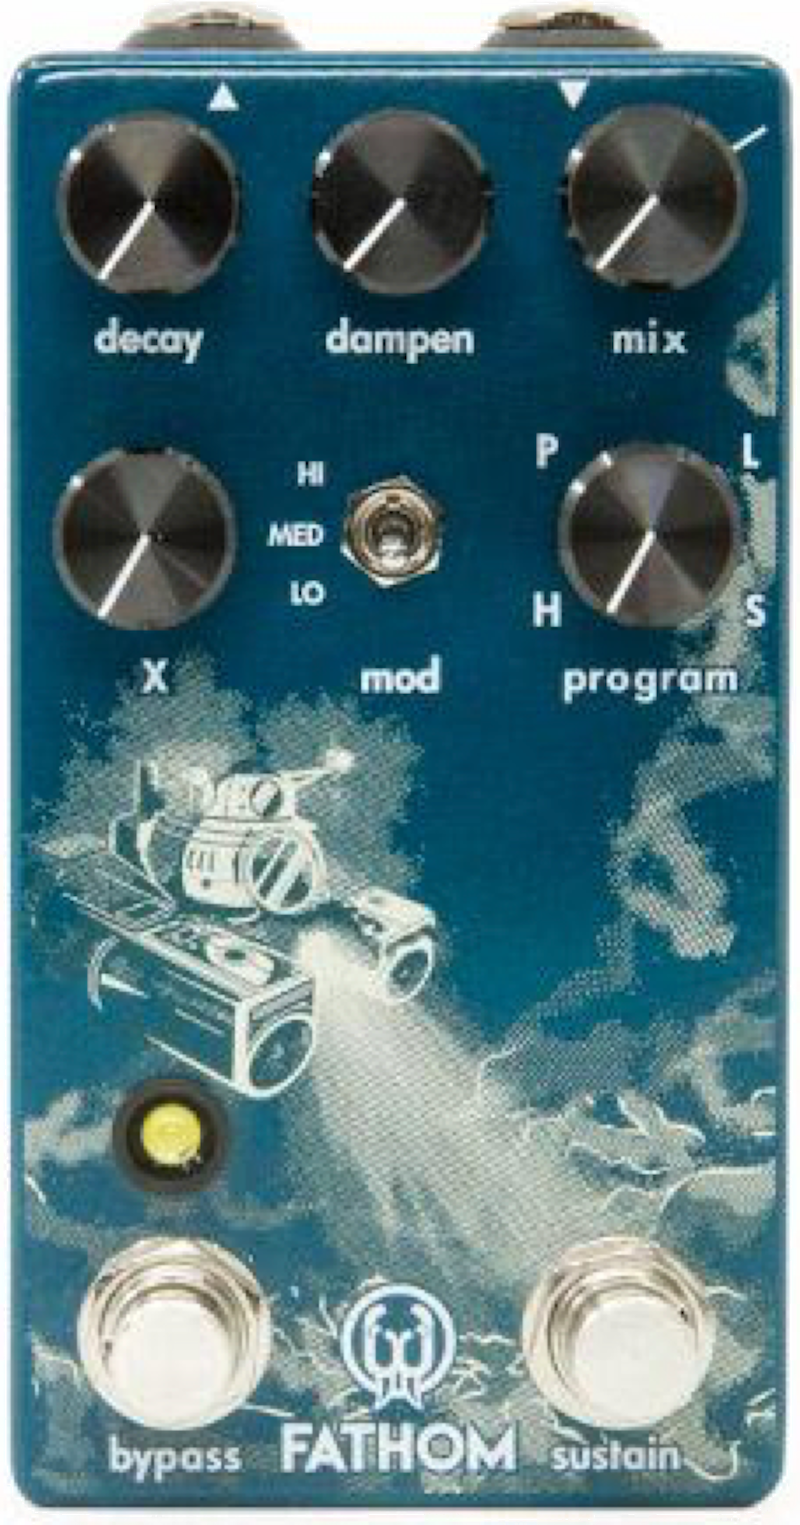 decay dampen mix
HI
MED
LO
P L
H S
X mod program
bypass FATHOM sustain